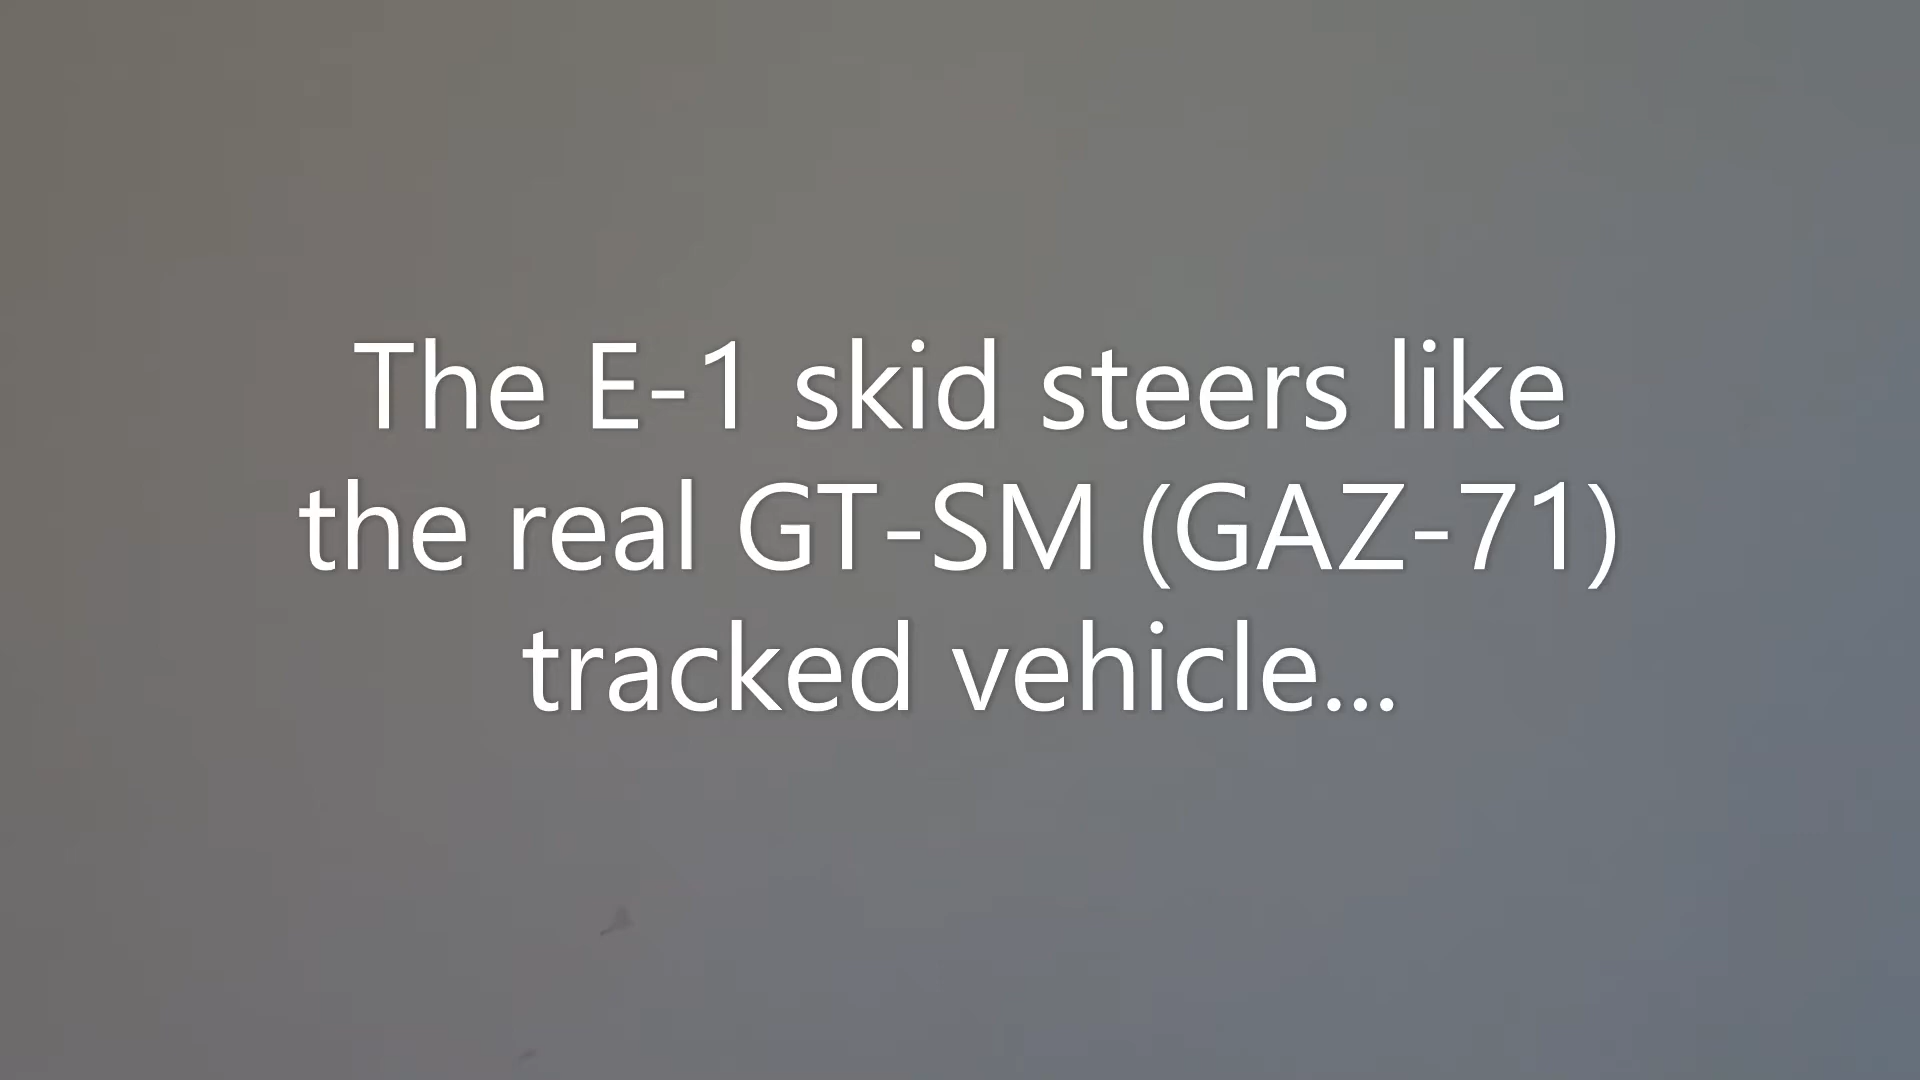 The E-1 skid steers like
the real GT-SM (GAZ-71)
tracked vehicle...